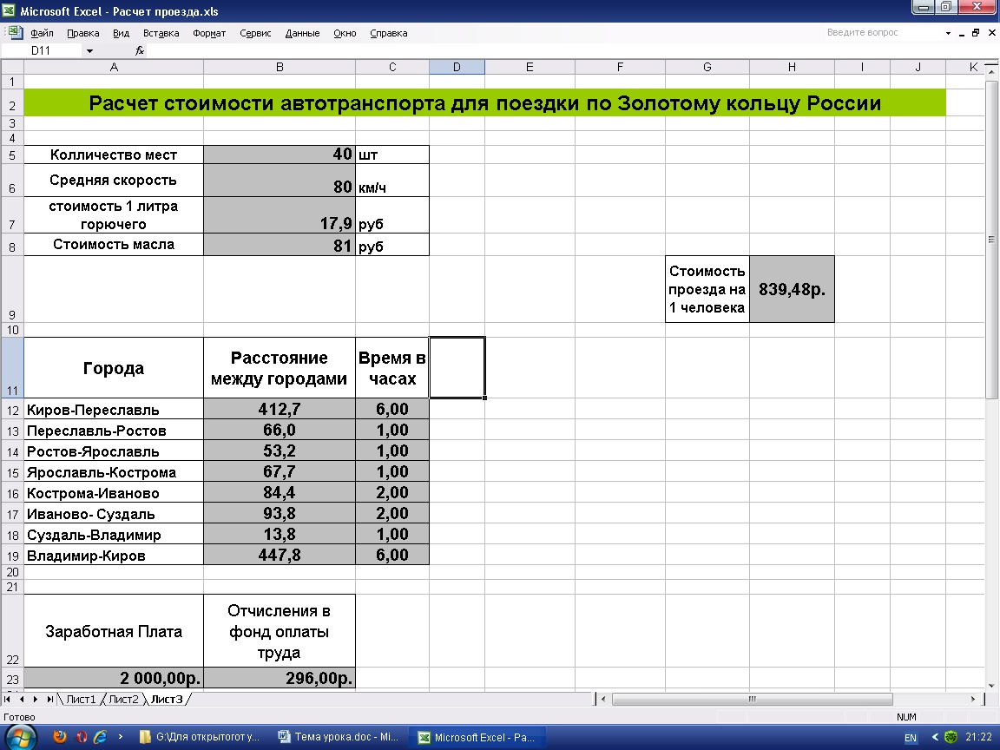 Microsoft Excel - Расчет проезда.xls
Файл Правка Вид Вставка Формат Сервис Данные Окно Справка Введите вопрос
D11 fx
A B C D E F G H I J K
1
2 Расчет стоимости автотранспорта для поездки по Золотому кольцу России
3
4
5 Колличество мест 40 шт
6 Средняя скорость 80 км/ч
стоимость 1 литра
7 горючего 17,9 руб
8 Стоимость масла 81 руб
Стоимость
проезда на 839,48р.
1 человека
9
10
Города Расстояние Время в
между городами часах
11
12 Киров-Переславль 412,7 6,00
13 Переславль-Ростов 66,0 1,00
14 Ростов-Ярославль 53,2 1,00
15 Ярославль-Кострома 67,7 1,00
16 Кострома-Иваново 84,4 2,00
17 Иваново- Суздаль 93,8 2,00
18 Суздаль-Владимир 13,8 1,00
19 Владимир-Киров 447,8 6,00
20
21
Отчисления в
Заработная Плата фонд оплаты
труда
22
23 2 000,00р. 296,00р.
Лист1 Лист2 Лист3
Готово NUM
G:\Для открытогот у... Тема урока.doc - Mi... Microsoft Excel - Ра... EN 21:22